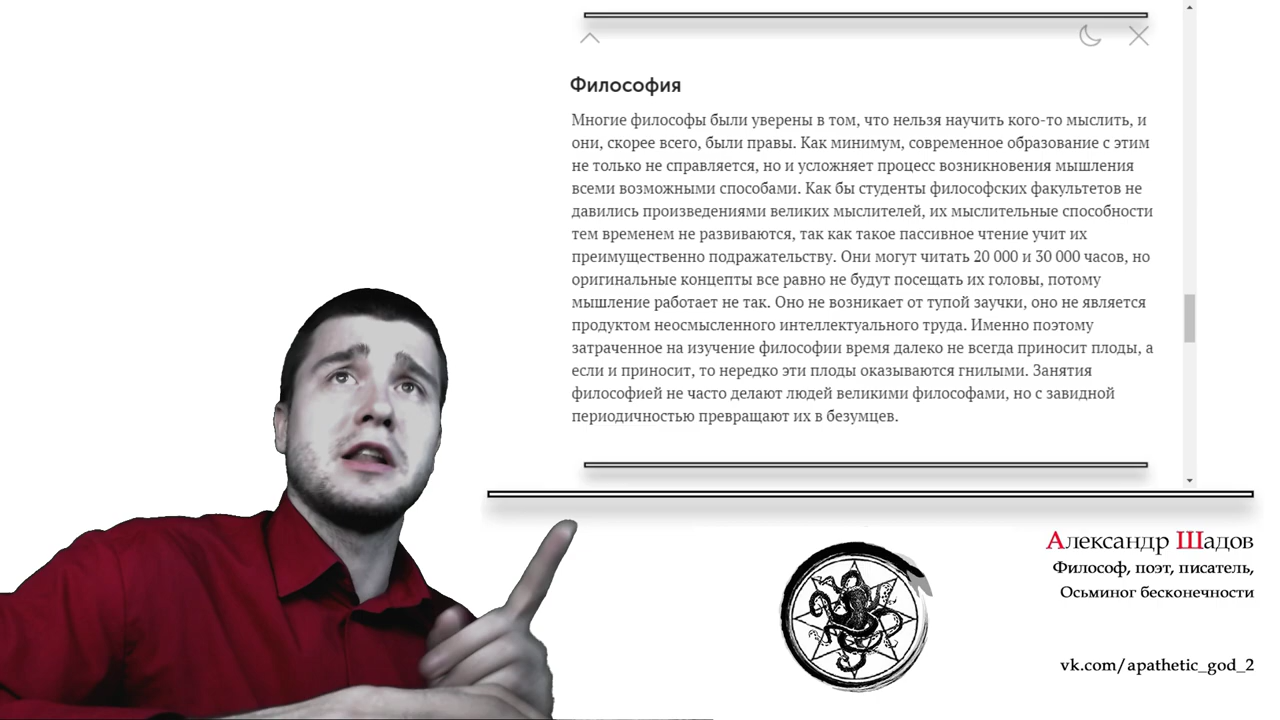 Философия
Многие философы были уверены в том, что нельзя научить кого-то мыслить, и
они, скорее всего, были правы. Как минимум, современное образование с этим
не только не справляется, но и усложняет процесс возникновения мышления
всеми возможными способами. Как бы студенты философских факультетов не
давились произведениями великих мыслителей, их мыслительные способности
тем временем не развиваются, так как такое пассивное чтение учит их
преимущественно подражательству. Они могут читать 20 000 и 30 000 часов, но
оригинальные концепты все равно не будут посещать их головы, потому
мышление работает не так. Оно не возникает от тупой заучки, оно не является
продуктом неосмысленного интеллектуального труда. Именно поэтому
затраченное на изучение философии время далеко не всегда приносит плоды, а
если и приносит, то нередко эти плоды оказываются гнилыми. Занятия
философией не часто делают людей великими философами, но с завидной
периодичностью превращают их в безумцев.
Александр Шадов
Философ, поэт, писатель,
Осьминог бесконечности
vk.com/apathetic_god_2